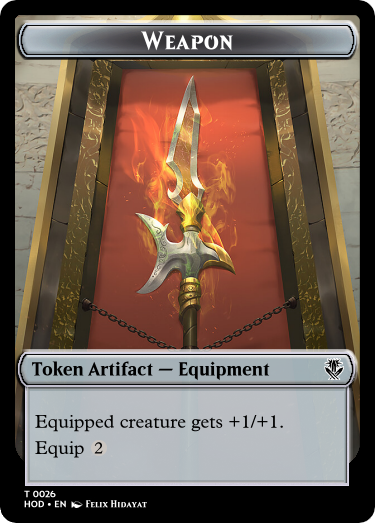 Weapon
Token Artifact — Equipment
Equipped creature gets +1/+1.
Equip 2
T 0026
HOD • EN Felix Hidayat